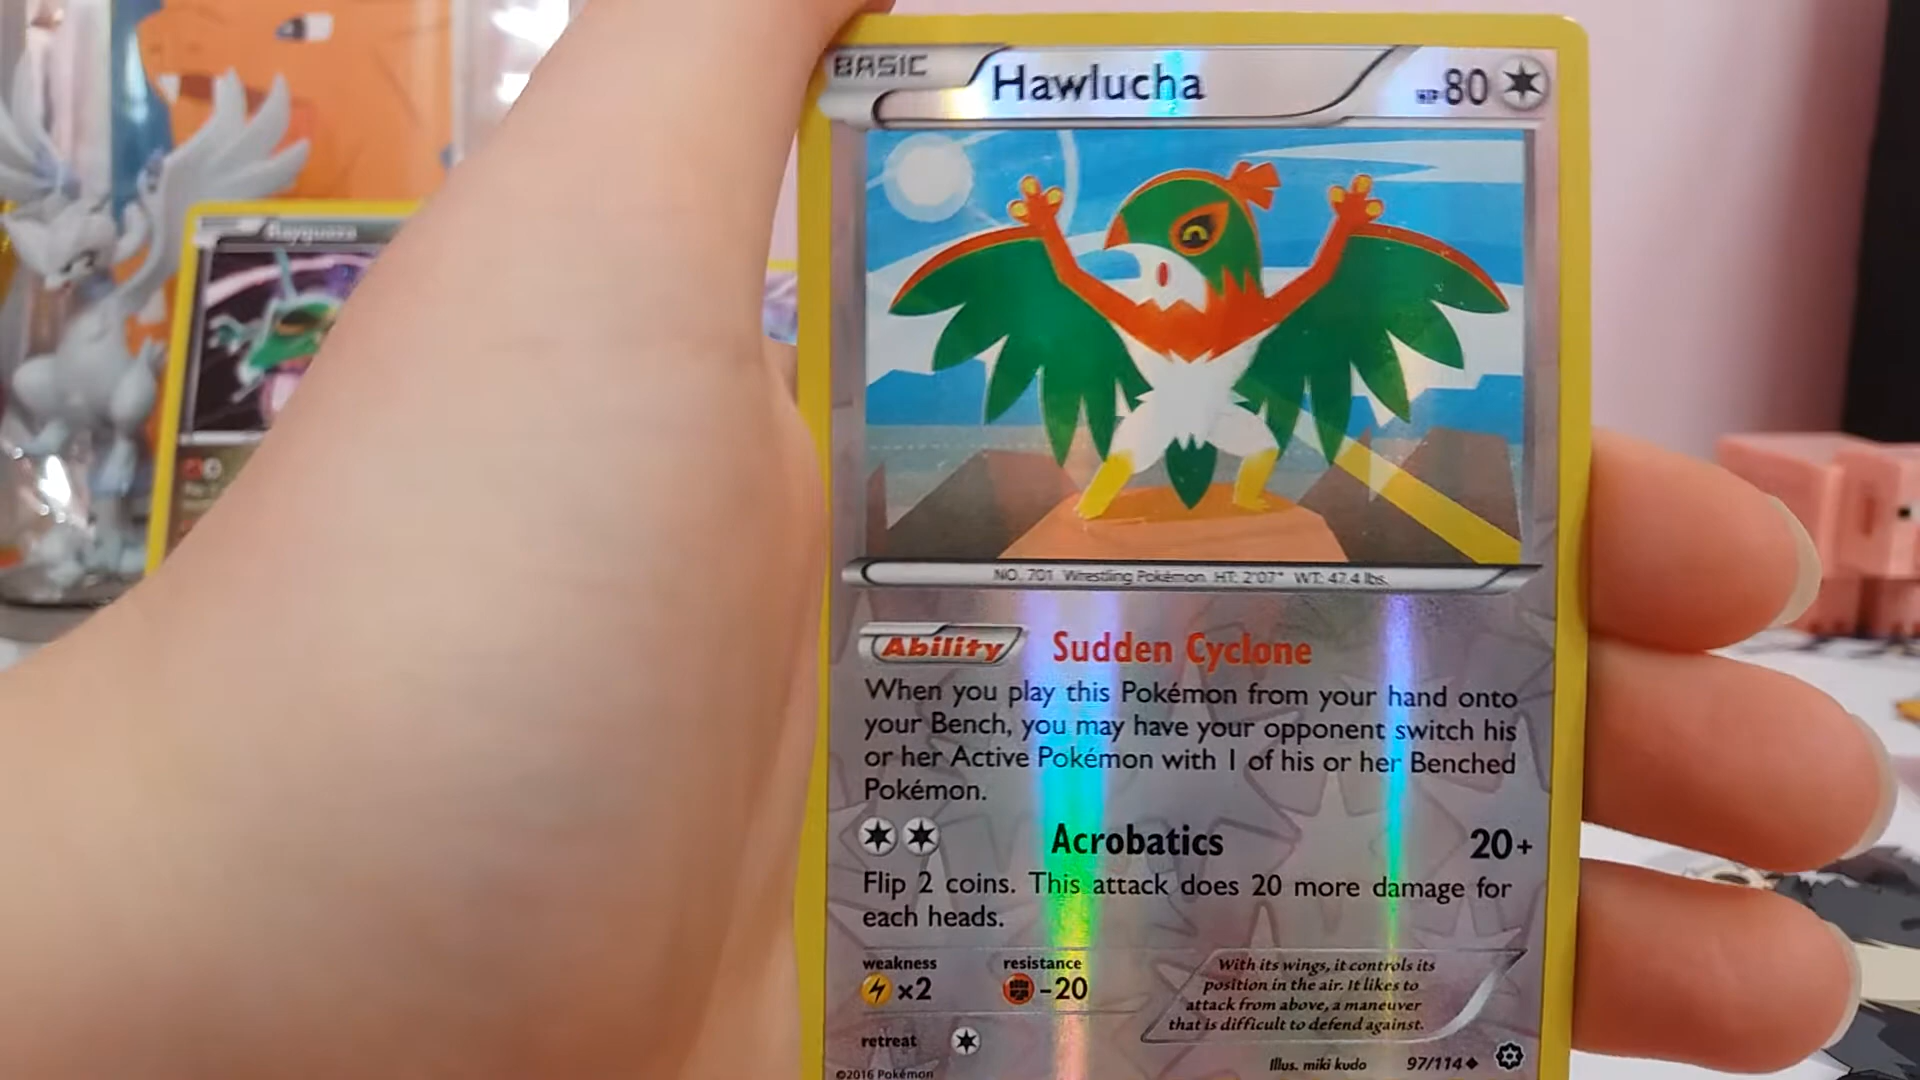 BASIC
Hawlucha
HP 80
Rayquaza
NO. 701 Wrestling Pokémon HT: 2'07" WT: 47.4 lbs.
Ability Sudden Cyclone
When you play this Pokémon from your hand onto
your Bench, you may have your opponent switch his
or her Active Pokémon with 1 of his or her Benched
Pokémon.
Acrobatics 20+
Flip 2 coins. This attack does 20 more damage for
each heads.
weakness resistance
×2 -20
With its wings, it controls its
position in the air. It likes to
attack from above, a maneuver
that is difficult to defend against.
retreat
Illus. miki kudo 97/114
©2016 Pokémon